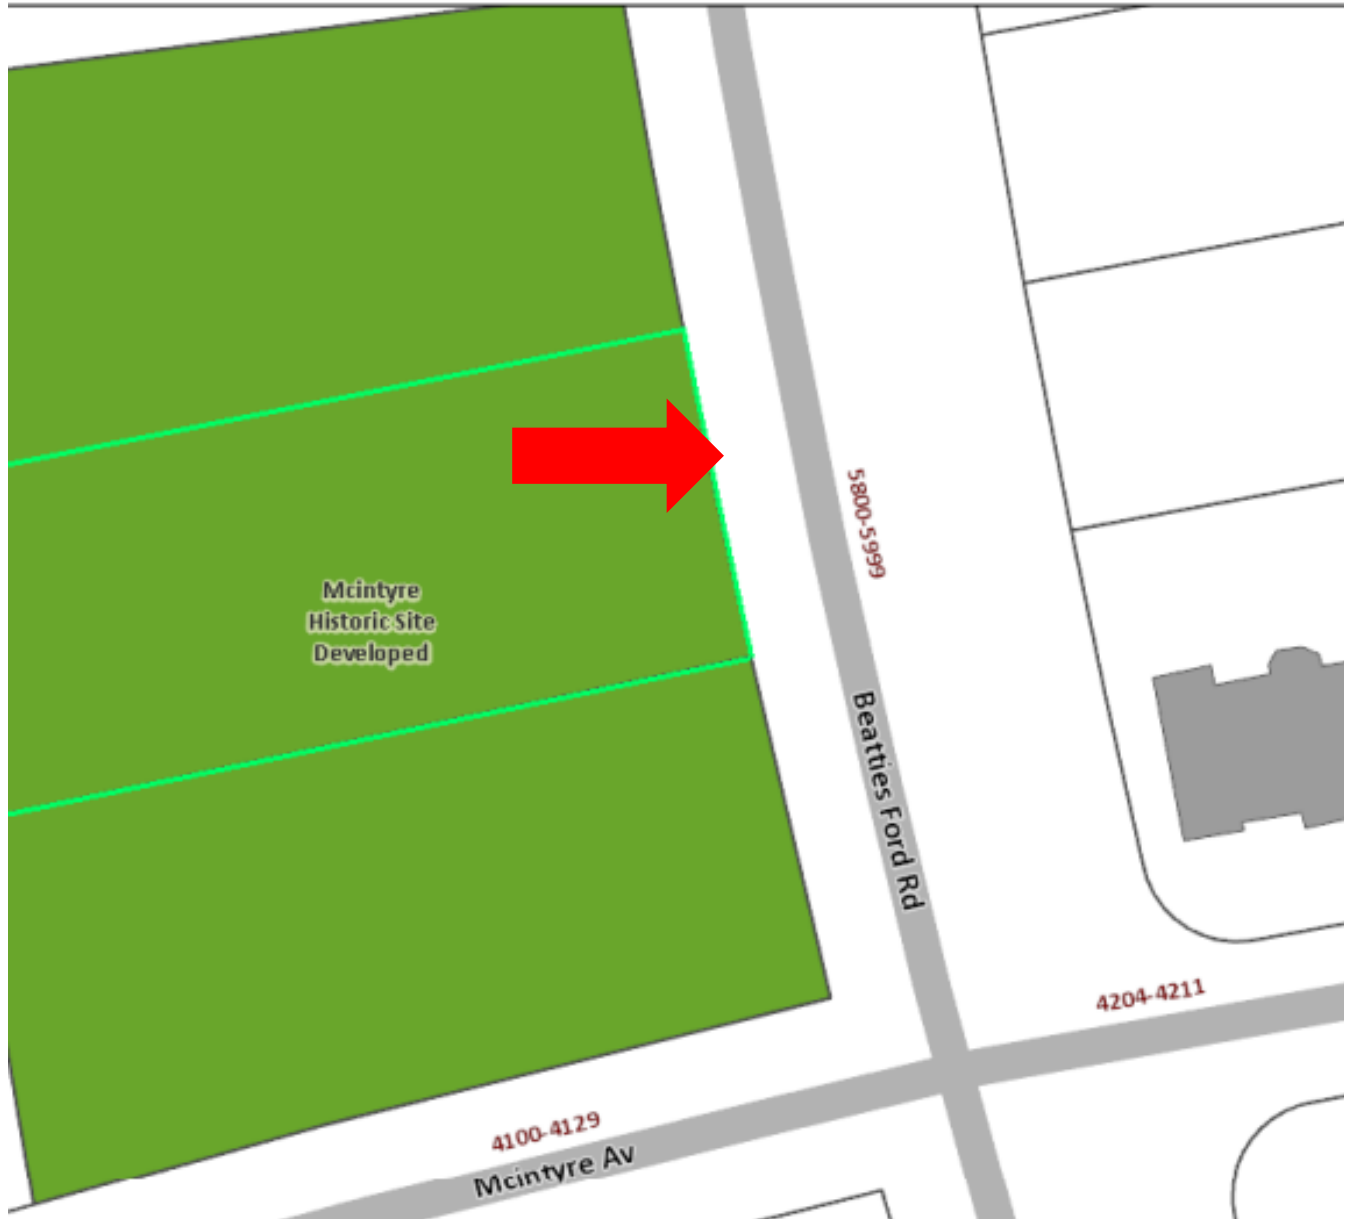 5800-5999
Mcintyre
Historic Site
Developed
Beatties Ford Rd
4204-4211
4100-4129
Mcintyre Av